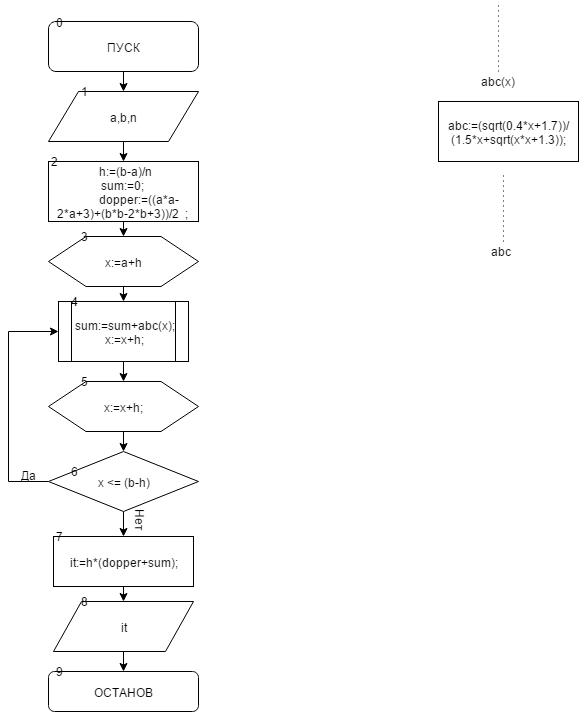 0
ПУСК
1
a,b,n
2
h:=(b-a)/n
sum:=0;
dopper:=((a*a-
2*a+3)+(b*b-2*b+3))/2 ;
3
x:=a+h
4
sum:=sum+abc(x);
x:=x+h;
5
x:=x+h;
6
x <= (b-h)
Да
Нет
7
it:=h*(dopper+sum);
8
it
9
ОСТАНОВ
abc(x)
abc:=(sqrt(0.4*x+1.7))/
(1.5*x+sqrt(x*x+1.3));
abc